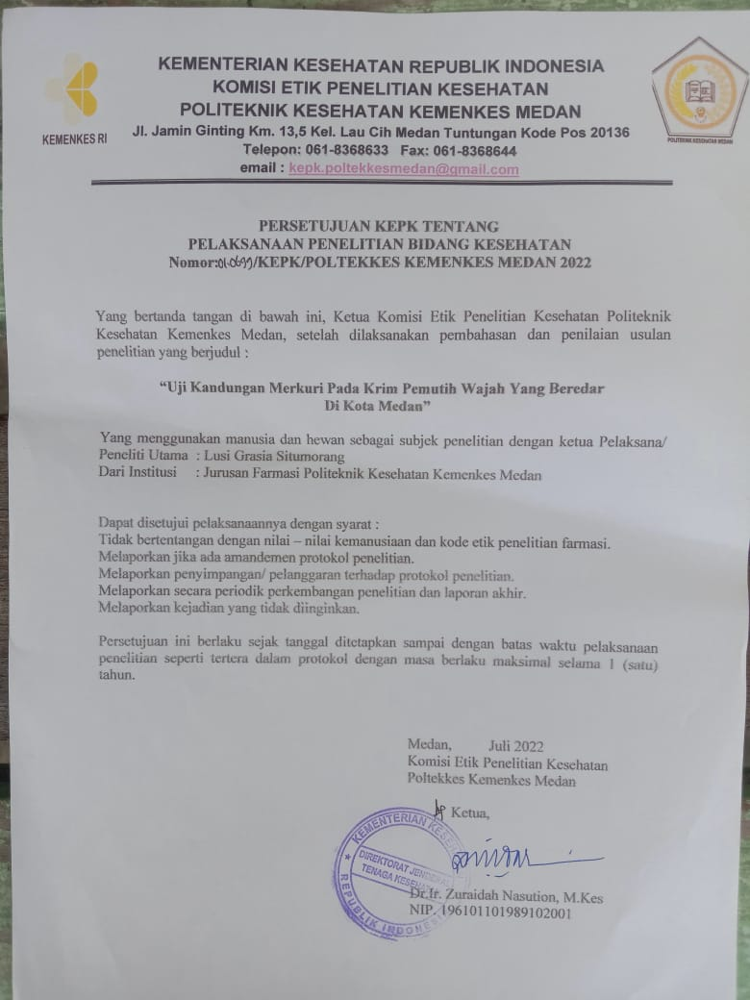 KEMENKES RI
KEMENTERIAN KESEHATAN REPUBLIK INDONESIA
KOMISI ETIK PENELITIAN KESEHATAN
POLITEKNIK KESEHATAN KEMENKES MEDAN
Jl. Jamin Ginting Km. 13,5 Kel. Lau Cih Medan Tuntungan Kode Pos 20136
Telepon: 061-8368633 Fax: 061-8368644
email : kepk.poltekkesmedan@gmail.com
POLITEKNIK KESEHATAN MEDAN
PERSETUJUAN KEPK TENTANG
PELAKSANAAN PENELITIAN BIDANG KESEHATAN
Nomor: /KEPK/POLTEKKES KEMENKES MEDAN 2022
Yang bertanda tangan di bawah ini, Ketua Komisi Etik Penelitian Kesehatan Politeknik
Kesehatan Kemenkes Medan, setelah dilaksanakan pembahasan dan penilaian usulan
penelitian yang berjudul :
“Uji Kandungan Merkuri Pada Krim Pemutih Wajah Yang Beredar
Di Kota Medan”
Yang menggunakan manusia dan hewan sebagai subjek penelitian dengan ketua Pelaksana/
Peneliti Utama : Lusi Grasia Situmorang
Dari Institusi : Jurusan Farmasi Politeknik Kesehatan Kemenkes Medan
Dapat disetujui pelaksanaannya dengan syarat :
Tidak bertentangan dengan nilai – nilai kemanusiaan dan kode etik penelitian farmasi.
Melaporkan jika ada amandemen protokol penelitian.
Melaporkan penyimpangan/ pelanggaran terhadap protokol penelitian.
Melaporkan secara periodik perkembangan penelitian dan laporan akhir.
Melaporkan kejadian yang tidak diinginkan.
Persetujuan ini berlaku sejak tanggal ditetapkan sampai dengan batas waktu pelaksanaan
penelitian seperti tertera dalam protokol dengan masa berlaku maksimal selama 1 (satu)
tahun.
Medan, Juli 2022
Komisi Etik Penelitian Kesehatan
Poltekkes Kemenkes Medan
Ketua,
KEMENTERIAN KESEH
DIREKTORAT JENDERAL
TENAGA KESEHAT
REPUBLIK INDONESIA
Dr.Ir. Zuraidah Nasution, M.Kes
NIP. 196101101989102001